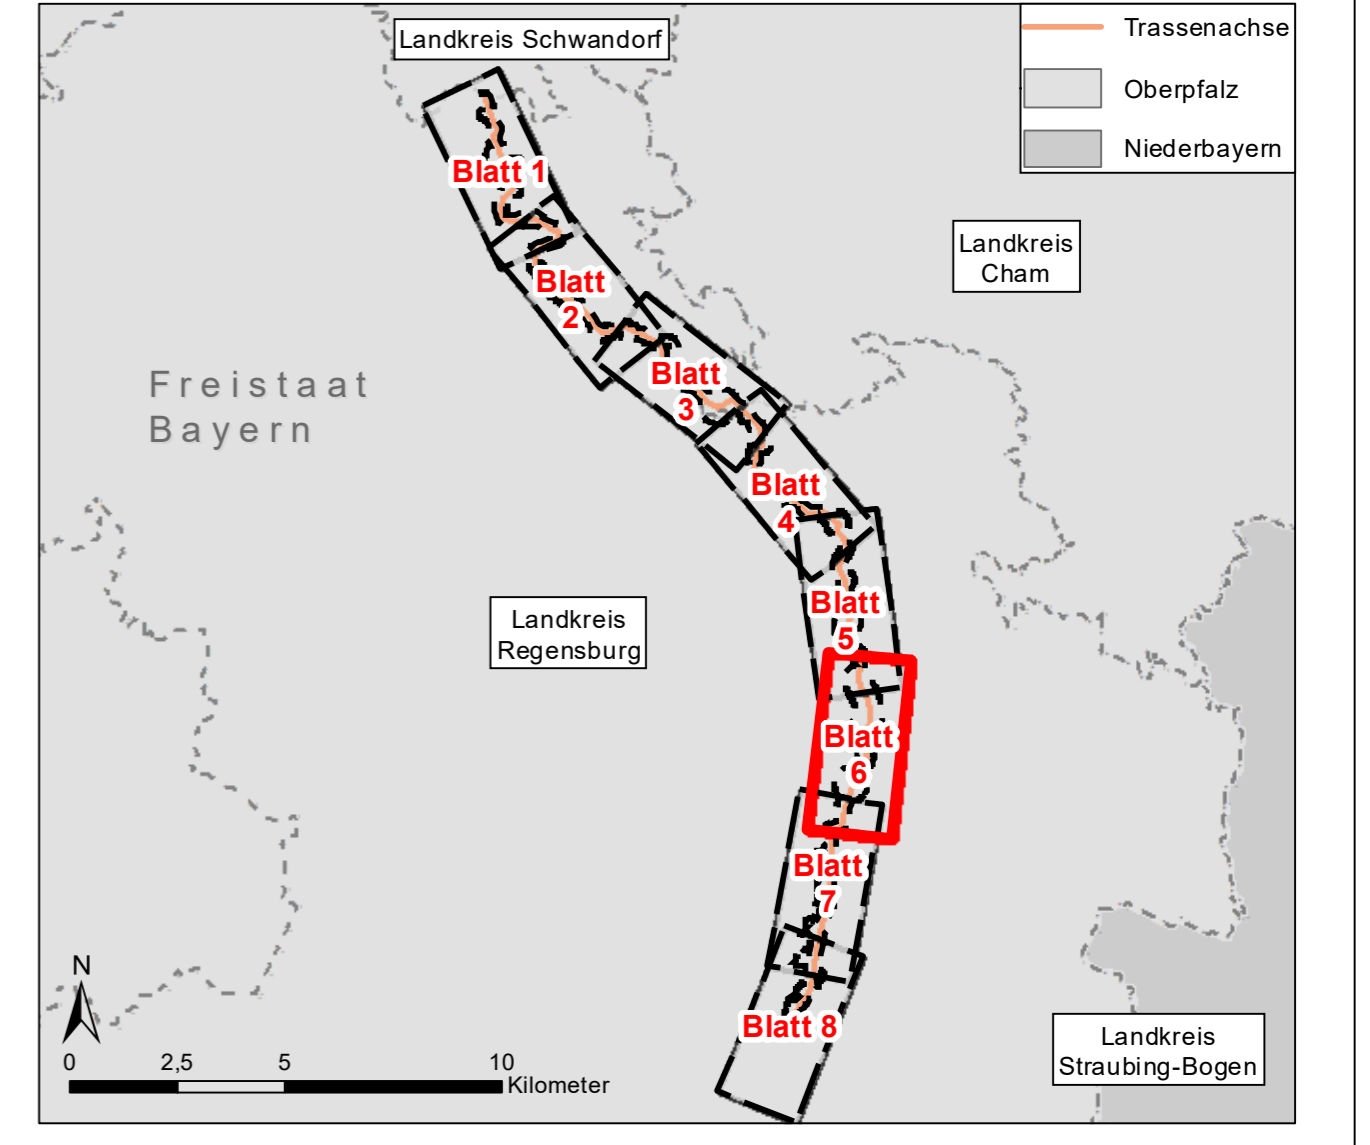 Landkreis Schwandorf
Trassenachse
Oberpfalz
Niederbayern
Blatt 1
Landkreis
Cham
Blatt
2
Freistaat
Bayern
Blatt
3
Blatt
4
Landkreis
Regensburg
Blatt
5
Blatt
6
Blatt
7
Blatt 8
N
0 2,5 5 10
Kilometer
Landkreis
Straubing-Bogen